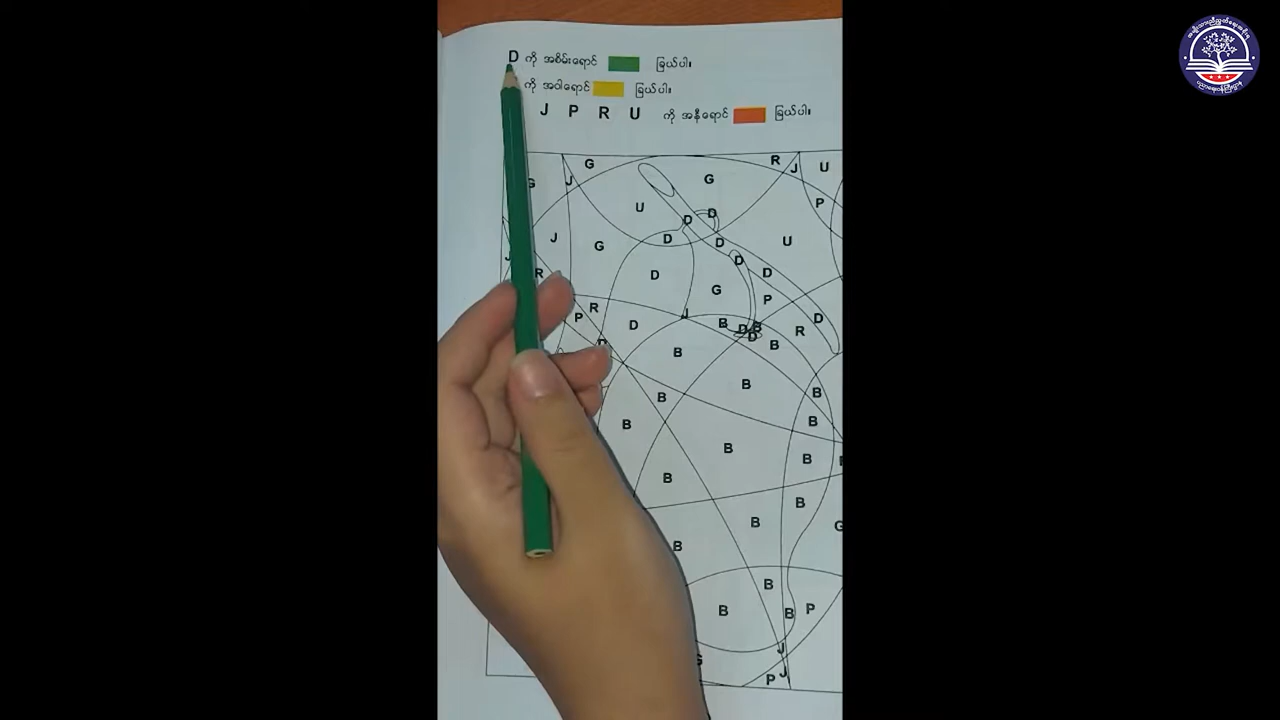 D ကို အစိမ်းရောင် ခြယ်ပါ။
ကို အဝါရောင် ခြယ်ပါ။
J P R U ကို အနီရောင် ခြယ်ပါ။
G R J U
S J G P
U D D
J G D D U
J R D D D
G P
P R D J B D B D R D
D B B
B B
B B B
B B
B B
B B G
B
B
B B P
S J
P J